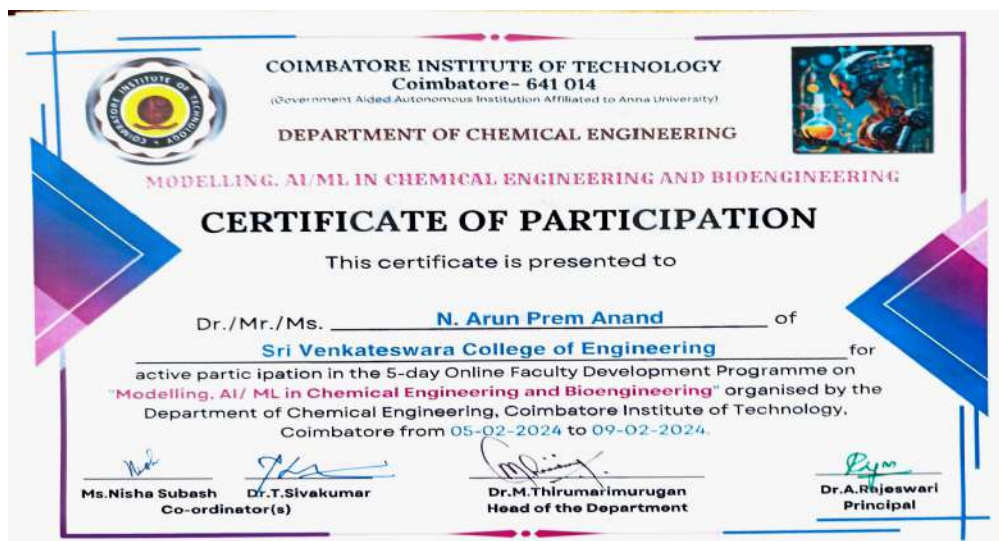 COIMBATORE INSTITUTE OF TECHNOLOGY
Coimbatore- 641 014
(Government Aided Autonomous Institution Affiliated to Anna University)
DEPARTMENT OF CHEMICAL ENGINEERING
MODELLING, AI/ML IN CHEMICAL ENGINEERING AND BIOENGINEERING
CERTIFICATE OF PARTICIPATION
This certificate is presented to
Dr./Mr./Ms. N. Arun Prem Anand of
Sri Venkateswara College of Engineering for
active partic ipation in the 5-day Online Faculty Development Programme on
"Modelling, AI/ ML in Chemical Engineering and Bioengineering" organised by the
Department of Chemical Engineering, Coimbatore Institute of Technology,
Coimbatore from 05-02-2024 to 09-02-2024.
Ms.Nisha Subash Dr.T.Sivakumar Dr.M.Thirumarimurugan Dr.A.Rajeswari
Co-ordinator(s) Head of the Department Principal
COIMBATORE INSTITUTE OF TECHNOLOGY